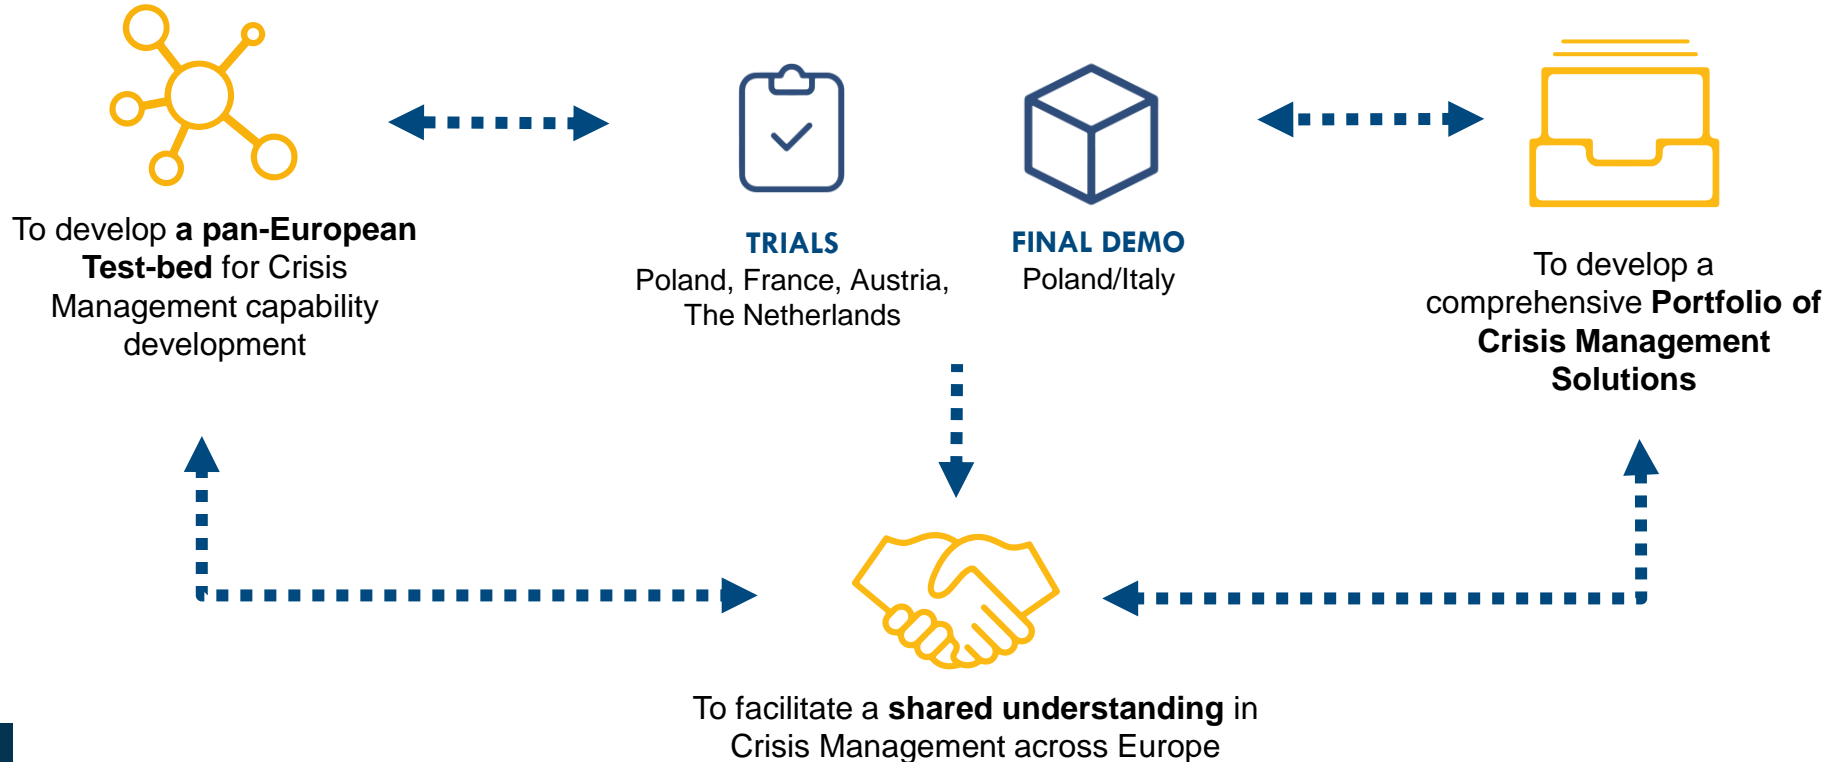 To develop a pan-European
Test-bed for Crisis
Management capability
development
TRIALS
Poland, France, Austria,
The Netherlands
FINAL DEMO
Poland/Italy
To develop a
comprehensive Portfolio of
Crisis Management
Solutions
To facilitate a shared understanding in
Crisis Management across Europe